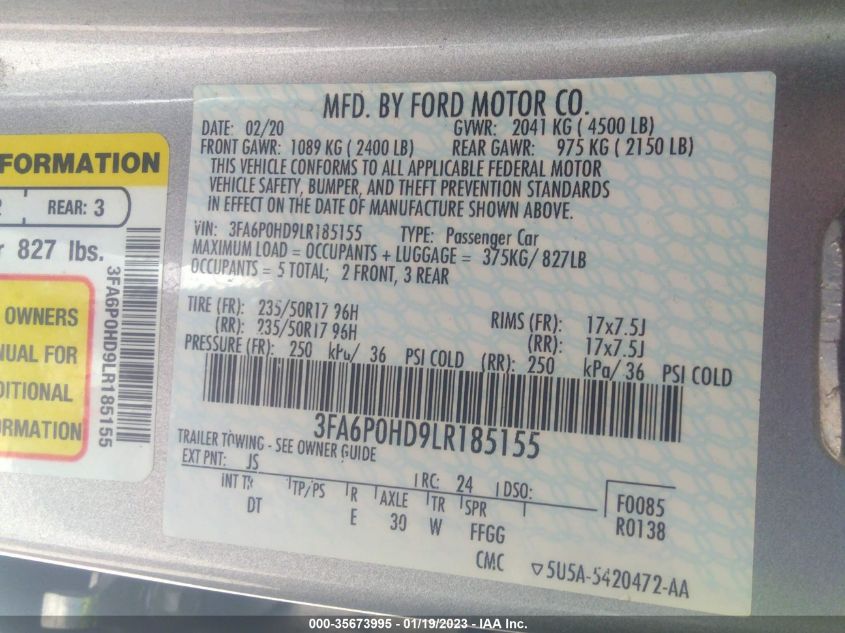 MFD. BY FORD MOTOR CO.
DATE: 02/20 GVWR: 2041 KG ( 4500 LB)
FRONT GAWR: 1089 KG ( 2400 LB) REAR GAWR: 975 KG ( 2150 LB)
THIS VEHICLE CONFORMS TO ALL APPLICABLE FEDERAL MOTOR
VEHICLE SAFETY, BUMPER, AND THEFT PREVENTION STANDARDS
IN EFFECT ON THE DATE OF MANUFACTURE SHOWN ABOVE.
VIN: 3FA6P0HD9LR185155 TYPE: Passenger Car
MAXIMUM LOAD = OCCUPANTS + LUGGAGE = 375KG/827LB
OCCUPANTS = 5 TOTAL; 2 FRONT, 3 REAR
TIRE (FR): 235/50R17 96H RIMS (FR): 17x7.5J
(RR): 235/50R17 96H (RR): 17x7.5J
PRESSURE (FR): 250 kPa/ 36 PSI COLD (RR): 250 kPa/36 PSI COLD
3FA6P0HD9LR185155
TRAILER TOWING - SEE OWNER GUIDE
EXT PNT: JS RC: 24 DSO:
INT TR TP/PS R AXLE TR SPR
DT E 30 W FFGG
CMC
F0085
R0138
5U5A-5420472-AA
FORMATION
2 REAR: 3
827 lbs.
OWNERS
NUAL FOR
DITIONAL
RMATION
3FA6P0HD9LR185155
000-35673995 - 01/19/2023 - IAA Inc.